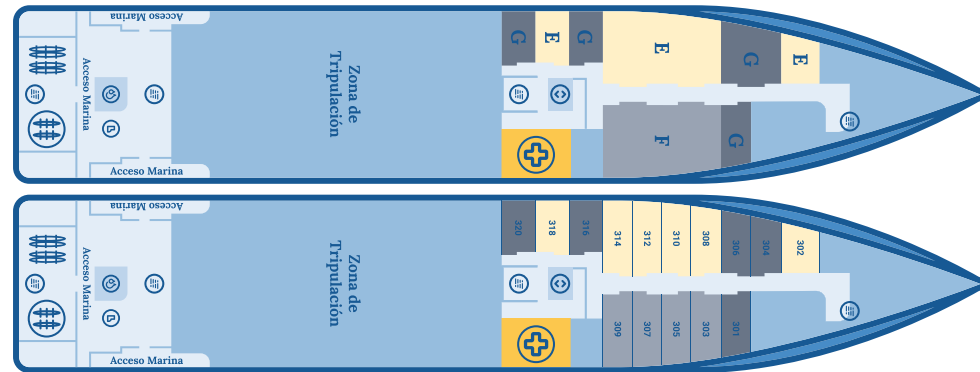 Acceso Marina
Acceso Marina
Acceso Marina
Zona de
Tripulación
G
E
G
E
G
E
F
G
Acceso Marina
Acceso Marina
Acceso Marina
Zona de
Tripulación
320
318
316
314
312
310
308
306
304
302
309
307
305
303
301